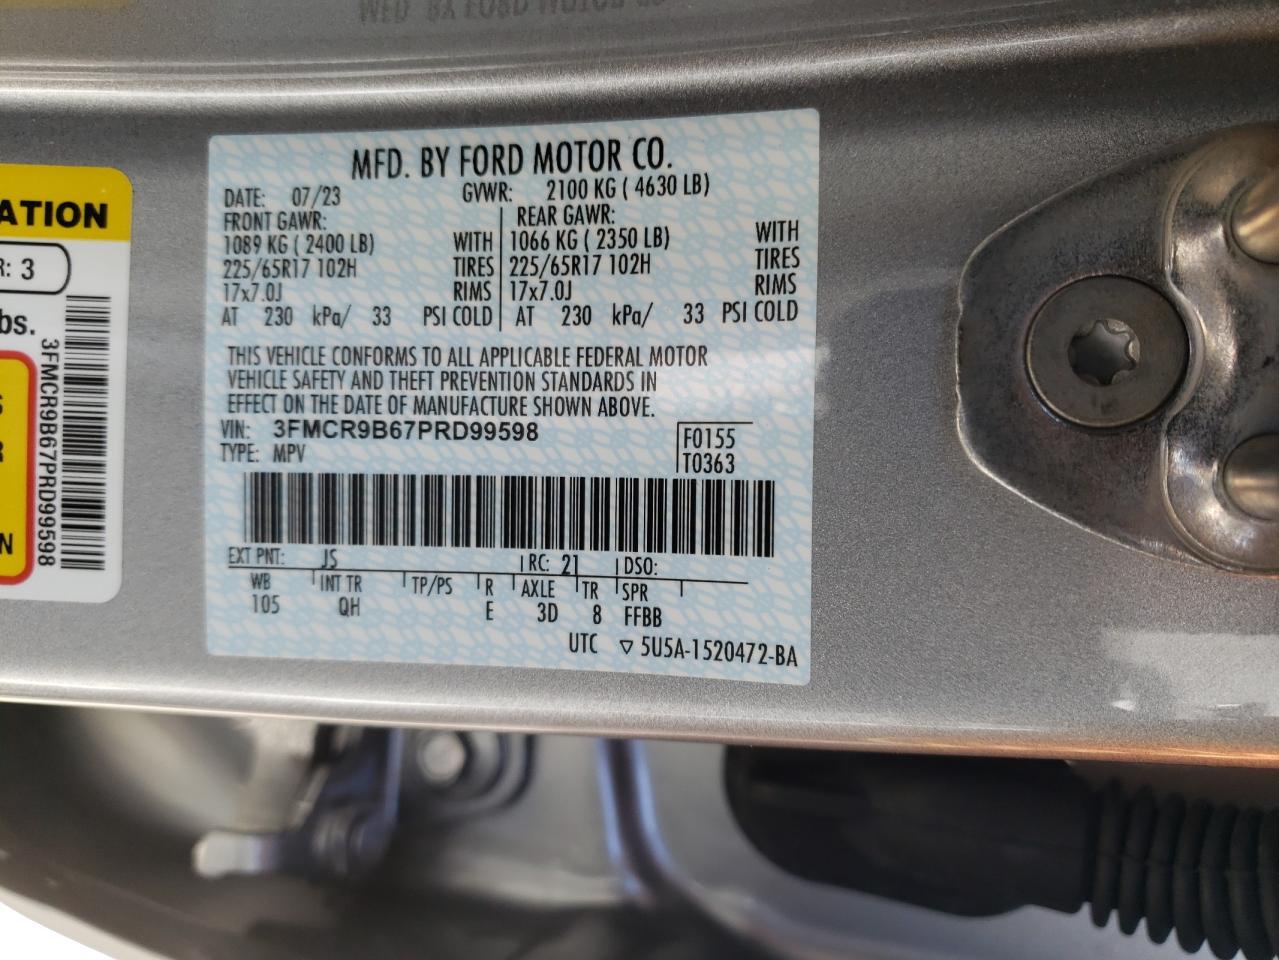 MFD. BY FORD MOTOR CO.
DATE: 07/23 GVWR: 2100 KG ( 4630 LB)
FRONT GAWR: REAR GAWR:
1089 KG ( 2400 LB) WITH 1066 KG ( 2350 LB) WITH
225/65R17 102H TIRES 225/65R17 102H TIRES
17x7.0J RIMS 17x7.0J RIMS
AT 230 kPa/ 33 PSI COLD AT 230 kPa/ 33 PSI COLD
THIS VEHICLE CONFORMS TO ALL APPLICABLE FEDERAL MOTOR
VEHICLE SAFETY AND THEFT PREVENTION STANDARDS IN
EFFECT ON THE DATE OF MANUFACTURE SHOWN ABOVE.
VIN: 3FMCR9B67PRD99598 F0155
TYPE: MPV T0363
EXT PNT: JS RC: 21 DSO:
WB INT TR TP/PS R AXLE TR SPR
105 QH E 3D 8 FFBB
UTC ▽ 5U5A-1520472-BA
ATION
R: 3
bs.
3FMCR9B67PRD99598